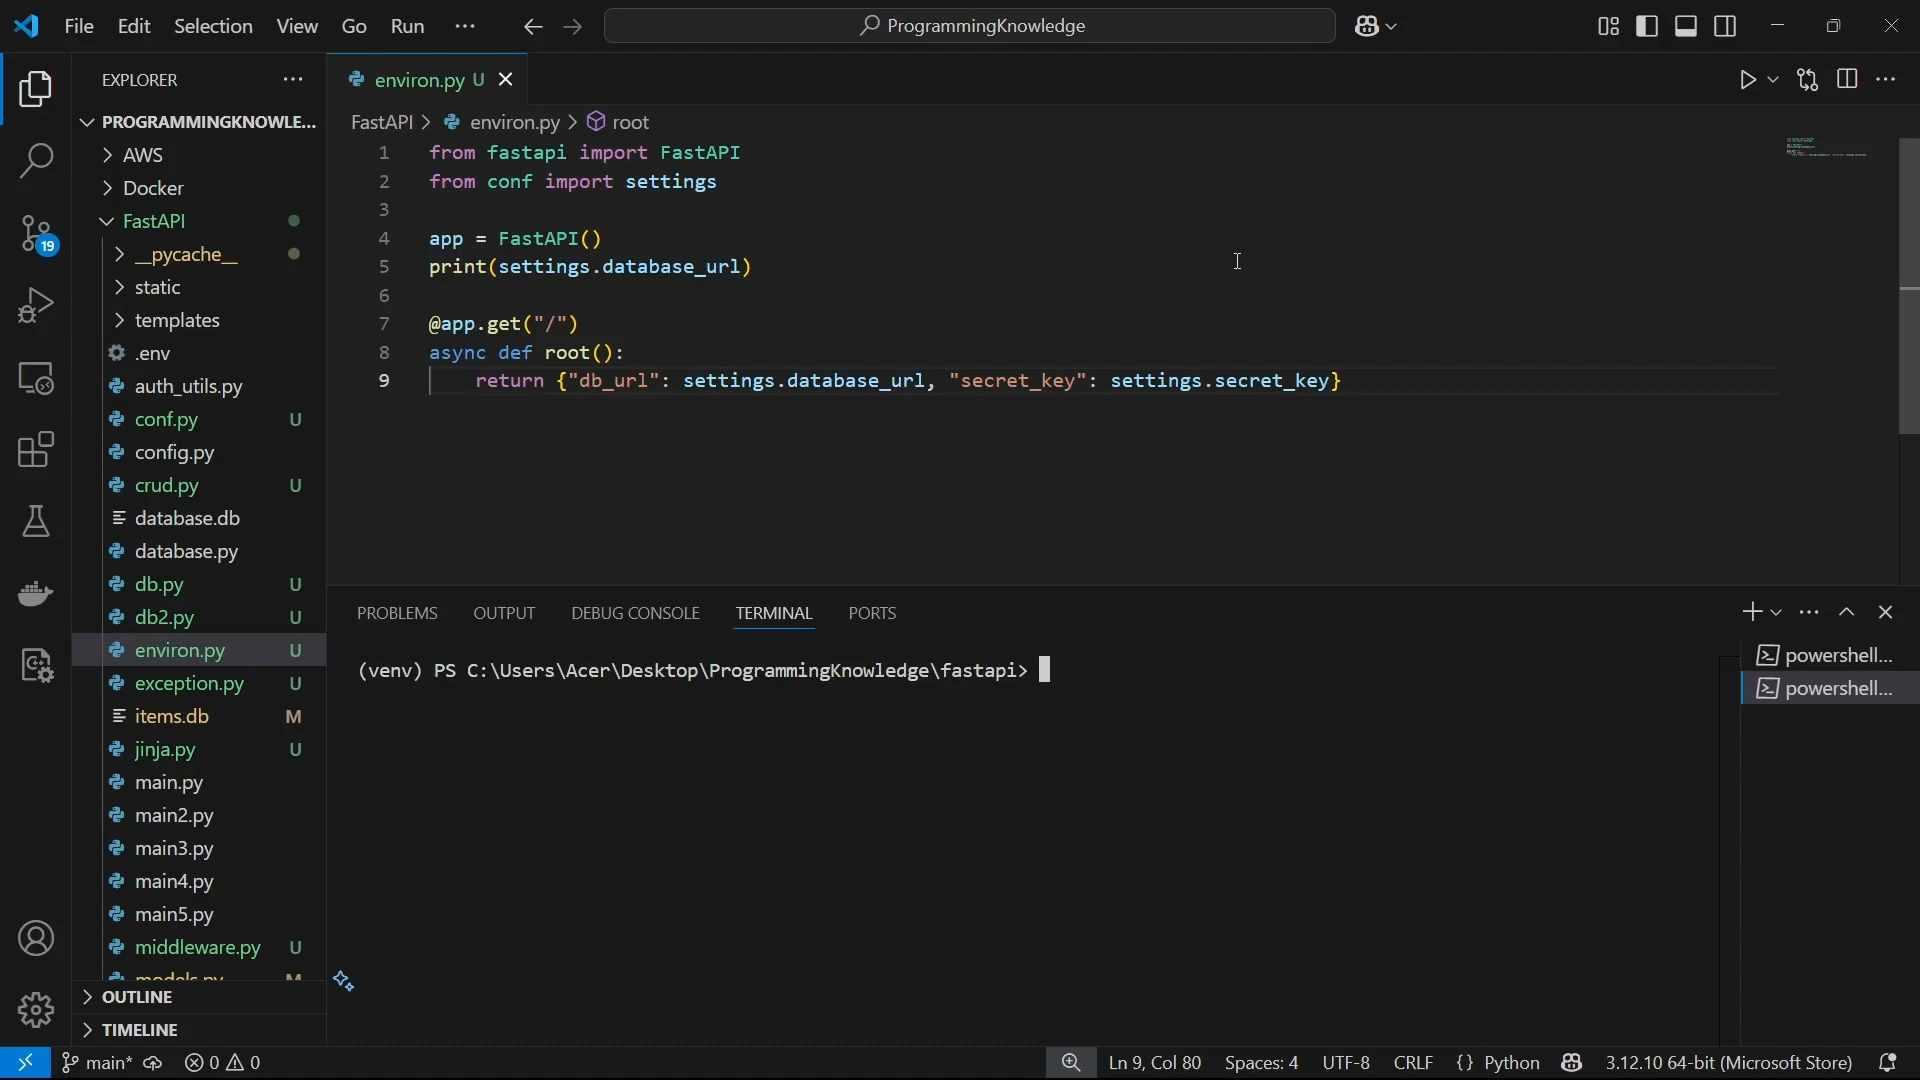 File Edit Selection View Go Run ··· ProgrammingKnowledge
EXPLORER ···
PROGRAMMINGKNOWLE...
AWS
Docker
FastAPI
__pycache__
static
templates
.env
auth_utils.py
conf.py U
config.py
crud.py U
database.db
database.py
db.py U
db2.py U
environ.py U
exception.py U
items.db M
jinja.py U
main.py
main2.py
main3.py
main4.py
main5.py
middleware.py U
models.py M
OUTLINE
TIMELINE
19
environ.py U
FastAPI > environ.py > root
1 from fastapi import FastAPI
2 from conf import settings
3
4 app = FastAPI()
5 print(settings.database_url)
6
7 @app.get("/")
8 async def root():
9     return {"db_url": settings.database_url, "secret_key": settings.secret_key}
PROBLEMS OUTPUT DEBUG CONSOLE TERMINAL PORTS
(venv) PS C:\Users\Acer\Desktop\ProgrammingKnowledge\fastapi>
powershell...
powershell...
main* 0 0 Ln 9, Col 80 Spaces: 4 UTF-8 CRLF {} Python 3.12.10 64-bit (Microsoft Store)